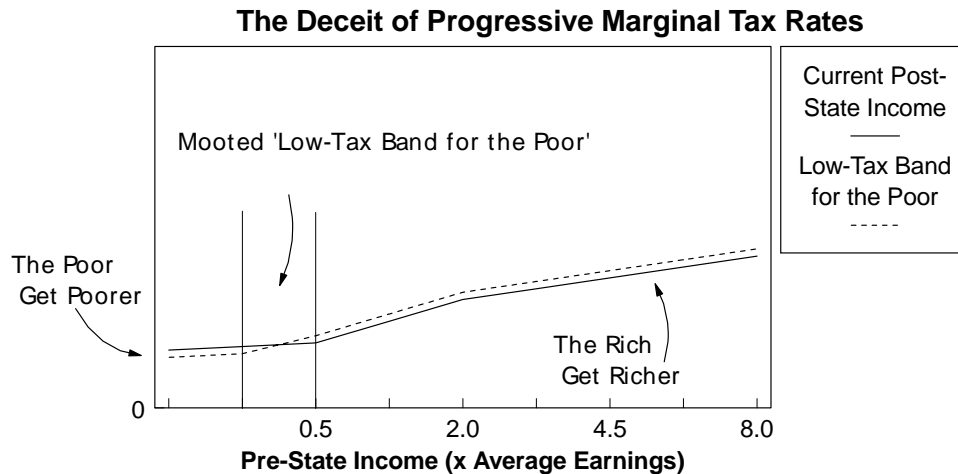 The Deceit of Progressive Marginal Tax Rates
Current Post-
State Income
Low-Tax Band
for the Poor
Mooted 'Low-Tax Band for the Poor'
The Poor
Get Poorer
The Rich
Get Richer
0
0.5 2.0 4.5 8.0
Pre-State Income (x Average Earnings)